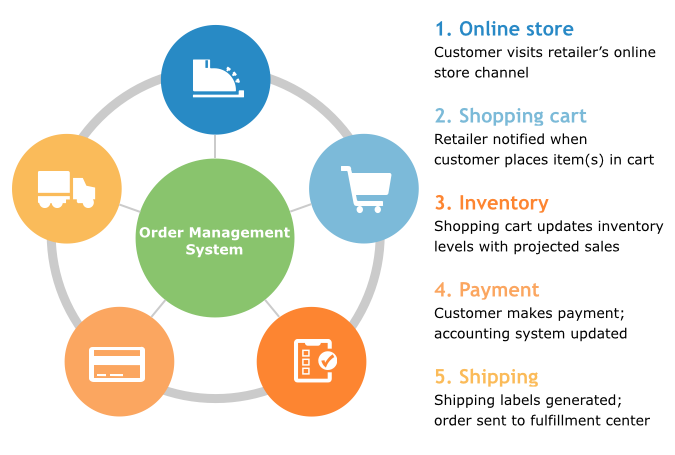 Order Management
System
1. Online store
Customer visits retailer’s online
store channel
2. Shopping cart
Retailer notified when
customer places item(s) in cart
3. Inventory
Shopping cart updates inventory
levels with projected sales
4. Payment
Customer makes payment;
accounting system updated
5. Shipping
Shipping labels generated;
order sent to fulfillment center